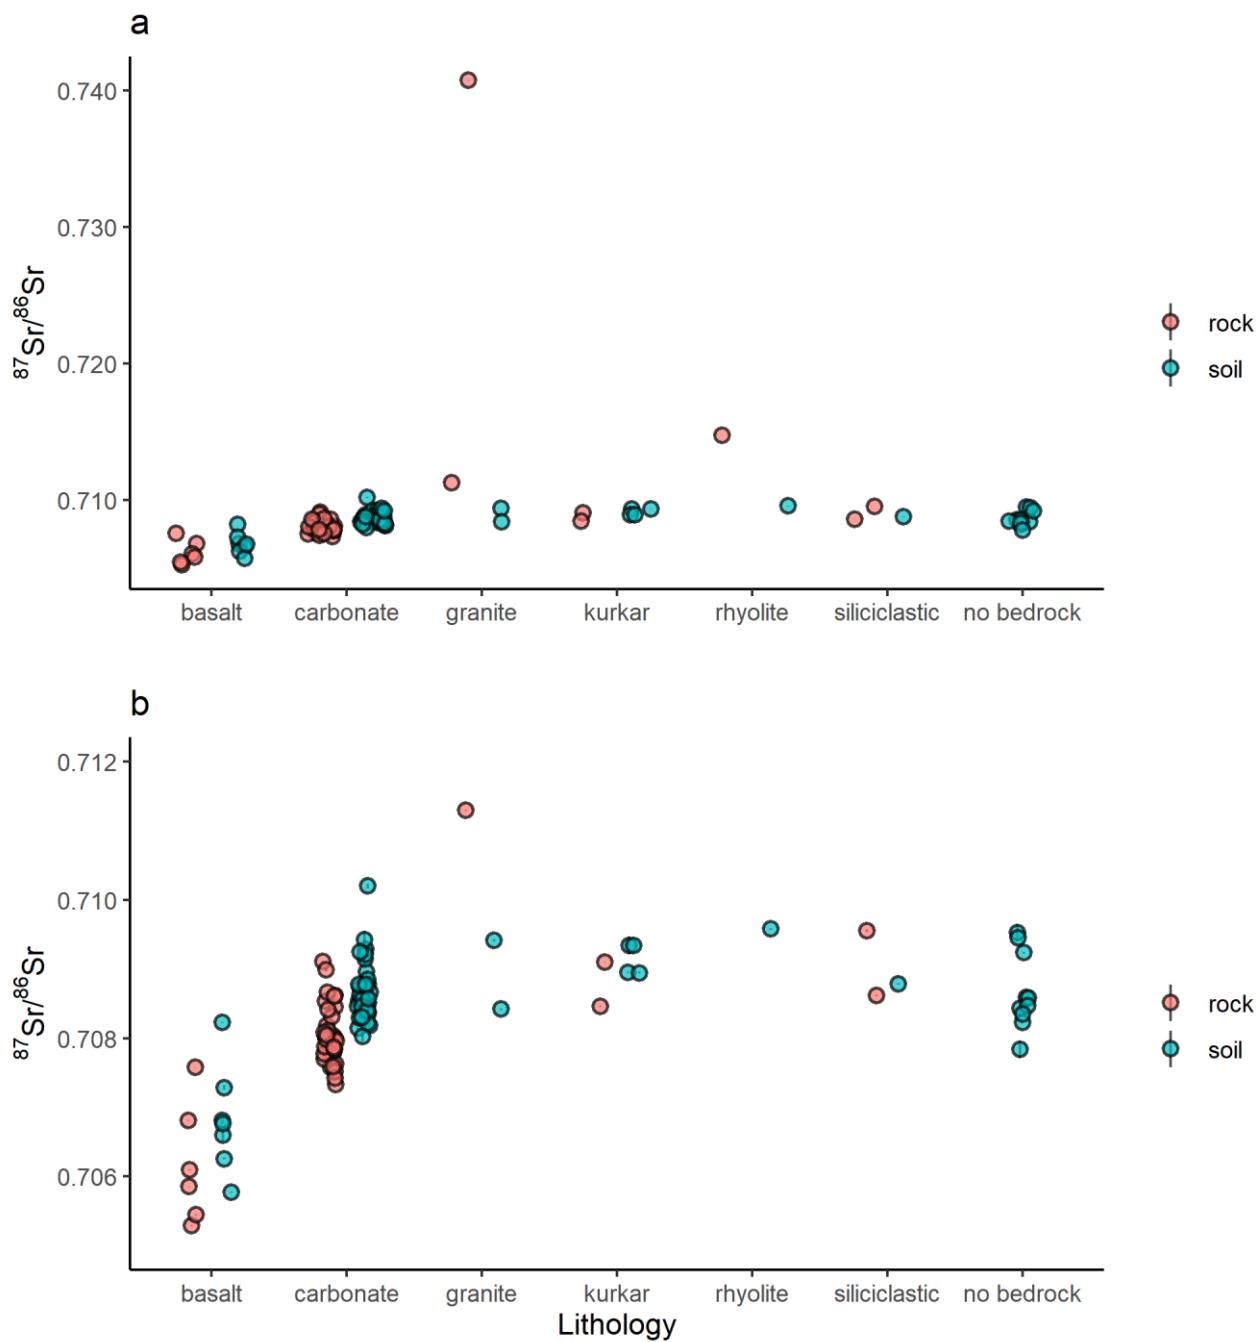 a
0.740
0.730
0.720
0.710
⁸⁷Sr/⁸⁶Sr
basalt carbonate granite kurkar rhyolite siliciclastic no bedrock
rock
soil
b
0.712
0.710
0.708
0.706
⁸⁷Sr/⁸⁶Sr
basalt carbonate granite kurkar rhyolite siliciclastic no bedrock
Lithology
rock
soil